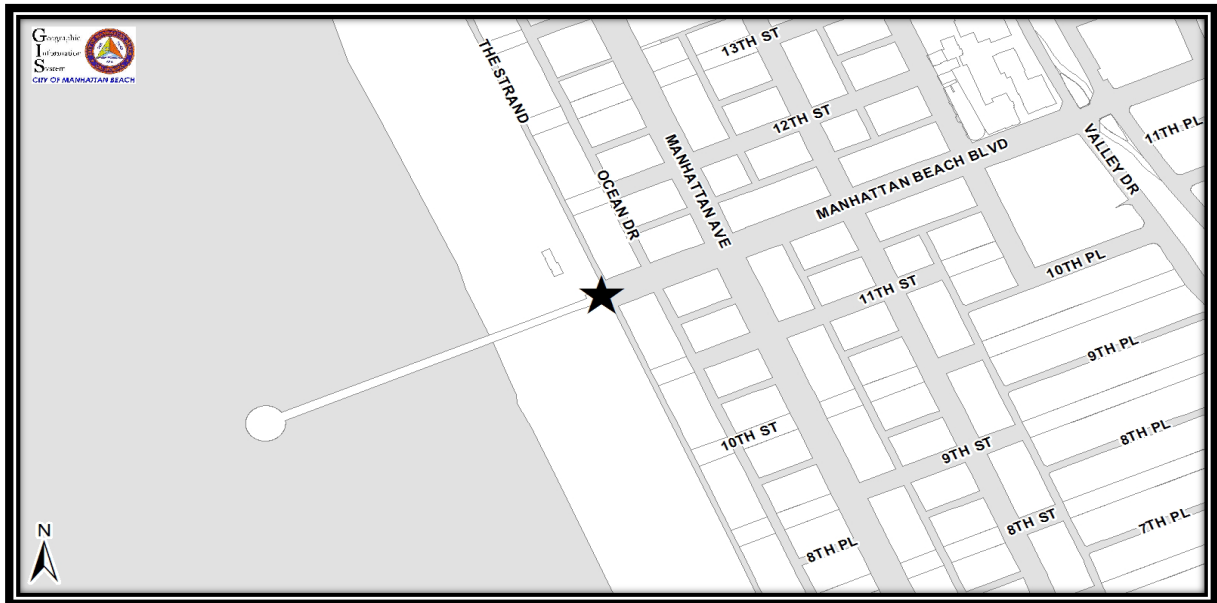 Geographic
Information
System
CITY OF MANHATTAN BEACH
THE STRAND
13TH ST
12TH ST
MANHATTAN AVE
OCEAN DR
MANHATTAN BEACH BLVD
VALLEY DR
11TH PL
10TH PL
11TH ST
9TH PL
10TH ST
9TH ST
8TH PL
8TH ST
7TH PL
8TH PL
N